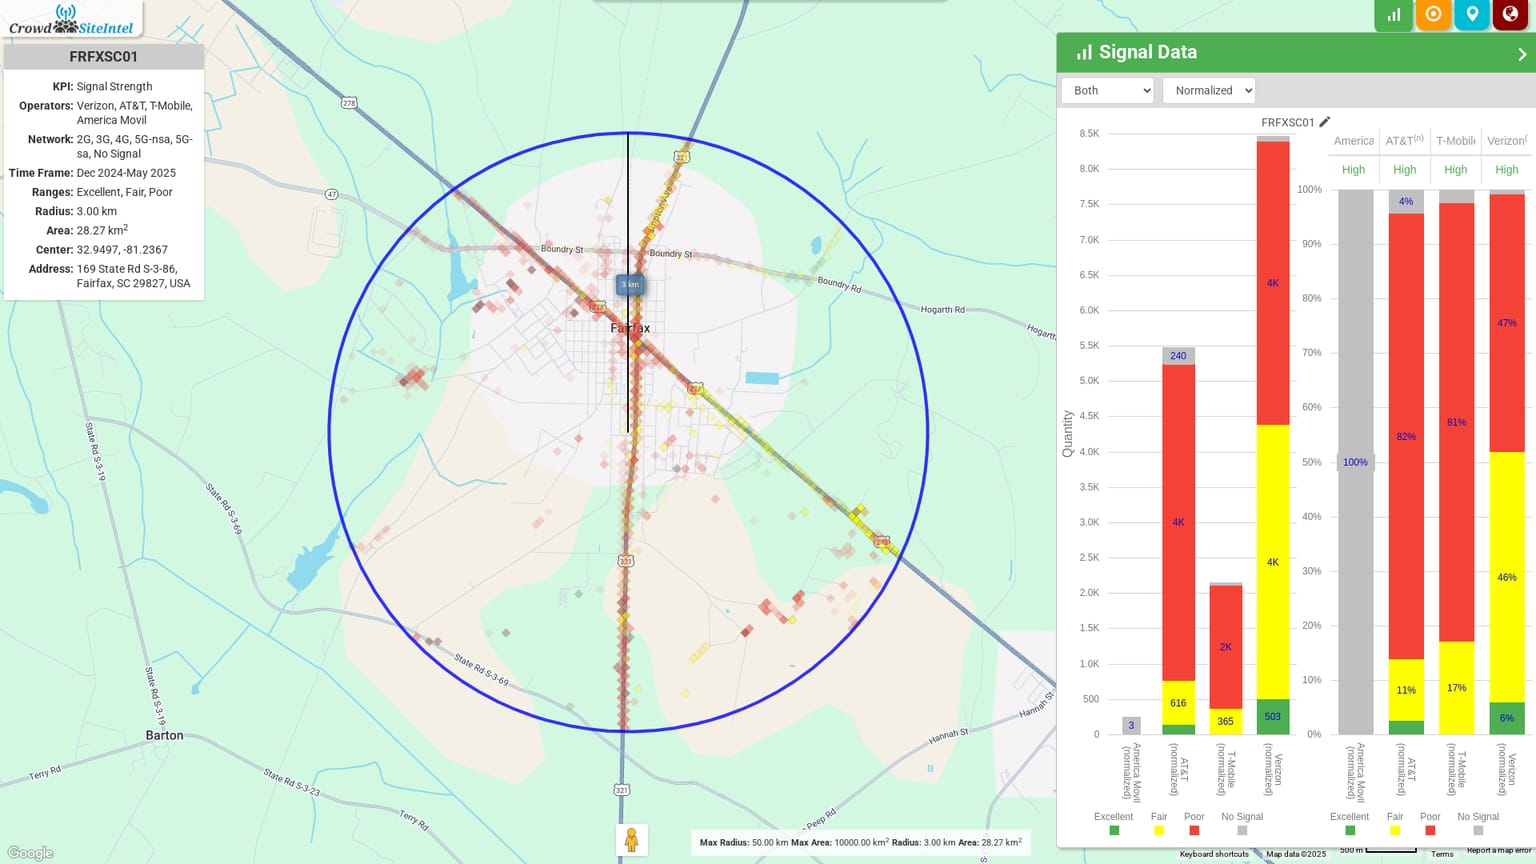 Crowd SiteIntel
FRFXSC01
KPI: Signal Strength
Operators: Verizon, AT&T, T-Mobile,
America Movil
Network: 2G, 3G, 4G, 5G-nsa, 5G-
sa, No Signal
Time Frame: Dec 2024-May 2025
Ranges: Excellent, Fair, Poor
Radius: 3.00 km
Area: 28.27 km2
Center: 32.9497, -81.2367
Address: 169 State Rd S-3-86,
Fairfax, SC 29827, USA
278
321
47
Boundry St
Boundry St
Boundry Rd
Hogarth Rd
Hogarth
3 km
278
Fairfax
278
278
321
State Rd S-3-19
State Rd S-3-69
State Rd S-3-69
State Rd S-3-19
Barton
Terry Rd
State Rd S-3-23
Terry Rd
321
Hannah St
Hannah St
Peep Rd
Google
Max Radius: 50.00 km Max Area: 10000.00 km2 Radius: 3.00 km Area: 28.27 km2
Keyboard shortcuts
Map data ©2025
500 m
Terms
Report a map error
Signal Data
Both
Normalized
FRFXSC01
Quantity
8.5K
8.0K
7.5K
7.0K
6.5K
6.0K
5.5K
5.0K
4.5K
4.0K
3.5K
3.0K
2.5K
2.0K
1.5K
1.0K
500
0
3
240
4K
616
2K
365
4K
4K
503
America Movil
(normalized)
AT&T
(normalized)
T-Mobile
(normalized)
Verizon
(normalized)
Excellent
Fair
Poor
No Signal
America
AT&T(n)
T-Mobil
Verizon(
High
High
High
High
100%
90%
80%
70%
60%
50%
40%
30%
20%
10%
0%
100%
4%
82%
11%
81%
17%
47%
46%
6%
America Movil
(normalized)
AT&T
(normalized)
T-Mobile
(normalized)
Verizon
(normalized)
Excellent
Fair
Poor
No Signal